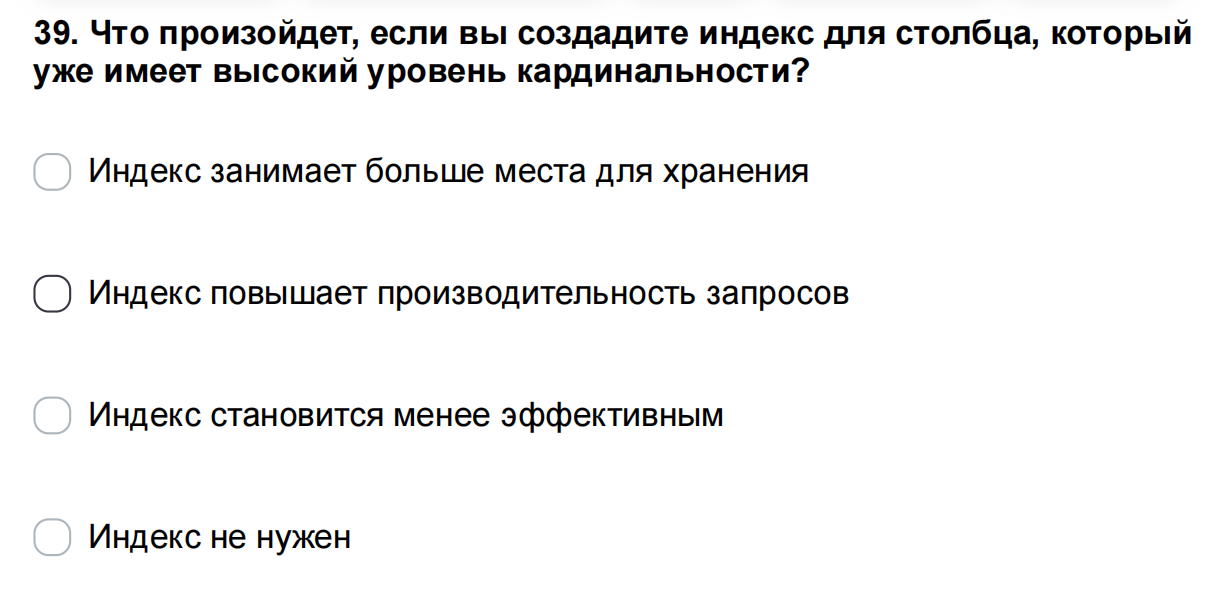 39. Что произойдет, если вы создадите индекс для столбца, который
уже имеет высокий уровень кардинальности?
Индекс занимает больше места для хранения
Индекс повышает производительность запросов
Индекс становится менее эффективным
Индекс не нужен